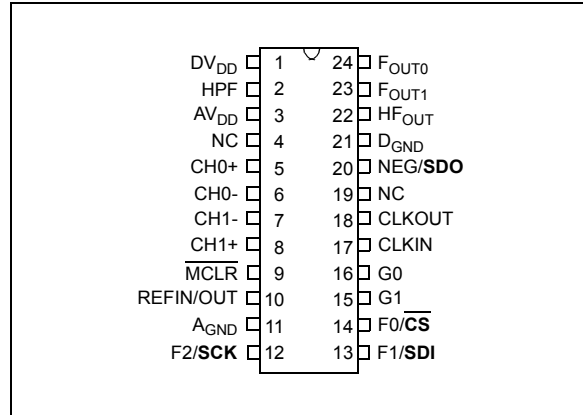 DVDD 1 24 FOUT0
HPF 2 23 FOUT1
AVDD 3 22 HFOUT
NC 4 21 DGND
CH0+ 5 20 NEG/SDO
CH0- 6 19 NC
CH1- 7 18 CLKOUT
CH1+ 8 17 CLKIN
MCLR 9 16 G0
REFIN/OUT 10 15 G1
AGND 11 14 F0/CS
F2/SCK 12 13 F1/SDI